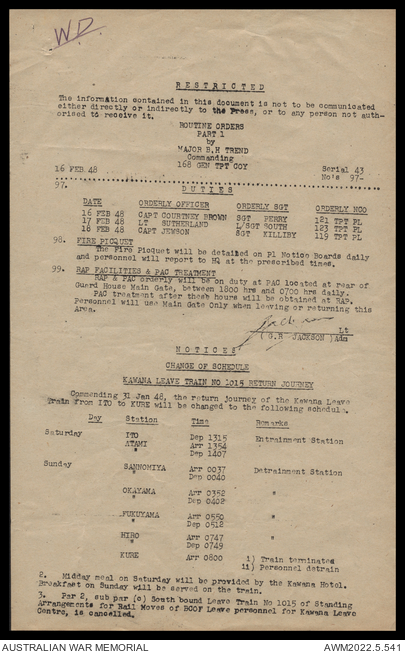 W.D.
R E S T R I C T E D
The information contained in this document is not to be communicated
either directly or indirectly to the Press, or to any person not auth-
orised to receive it.
ROUTINE ORDERS
PART 1
by
MAJOR B.H TREND
Commanding
168 GEN TPT COY
16 FEB 48 Serial 43
No's 97-
97. D U T I E S
DATE ORDERLY OFFICER ORDERLY SGT ORDERLY NCO
16 FEB 48 CAPT COURTNEY BROWN SGT PERRY 121 TPT PL
17 FEB 48 LT SUTHERLAND L/SGT SOUTH 123 TPT PL
18 FEB 48 CAPT JEWSON SGT KILLIBY 119 TPT PL
98. FIRE PICQUET
The Fire Picquet will be detailed on Pl Notice Boards daily
and personnel will report to HQ at the prescribed times.
99. RAP FACILITIES & PAC TREATMENT
RAP & PAC orderly will be on duty at PAC located at rear of
Guard House Main Gate, between 1800 hrs and 0700 hrs daily.
PAC treatment after these hours will be obtained at RAP.
Personnel will use Main Gate Only when leaving or returning this
Area.
Lt
(G.R JACKSON )Adm
N O T I C E S
CHANGE OF SCHEDULE
KAWANA LEAVE TRAIN NO 1015 RETURN JOURNEY
Commending 31 Jan 48, the return journey of the Kawana Leave
Train from ITO to KURE will be changed to the following schedule.
Day Station Time Remarks
Saturday ITO Dep 1315 Entrainment Station
ATAMI Arr 1354
" Dep 1407
Sunday SANNOMIYA Arr 0037 Detrainment Station
" Dep 0040
OKAYAMA Arr 0352 "
" Dep 0402
FUKUYAMA Arr 0550 "
" Dep 0512
HIRO Arr 0747 "
" Dep 0749
KURE Arr 0800 i) Train terminates
ii) Personnel detrain
2. Midday meal on Saturday will be provided by the Kawana Hotel.
Breakfast on Sunday will be served on the train.
3. Par 2, sub par (c) South bound Leave Train No 1015 of Standing
Arrangements for Rail Moves of BCOF Leave personnel for Kawana Leave
Centre, is cancelled.
AUSTRALIAN WAR MEMORIAL AWM2022.5.541